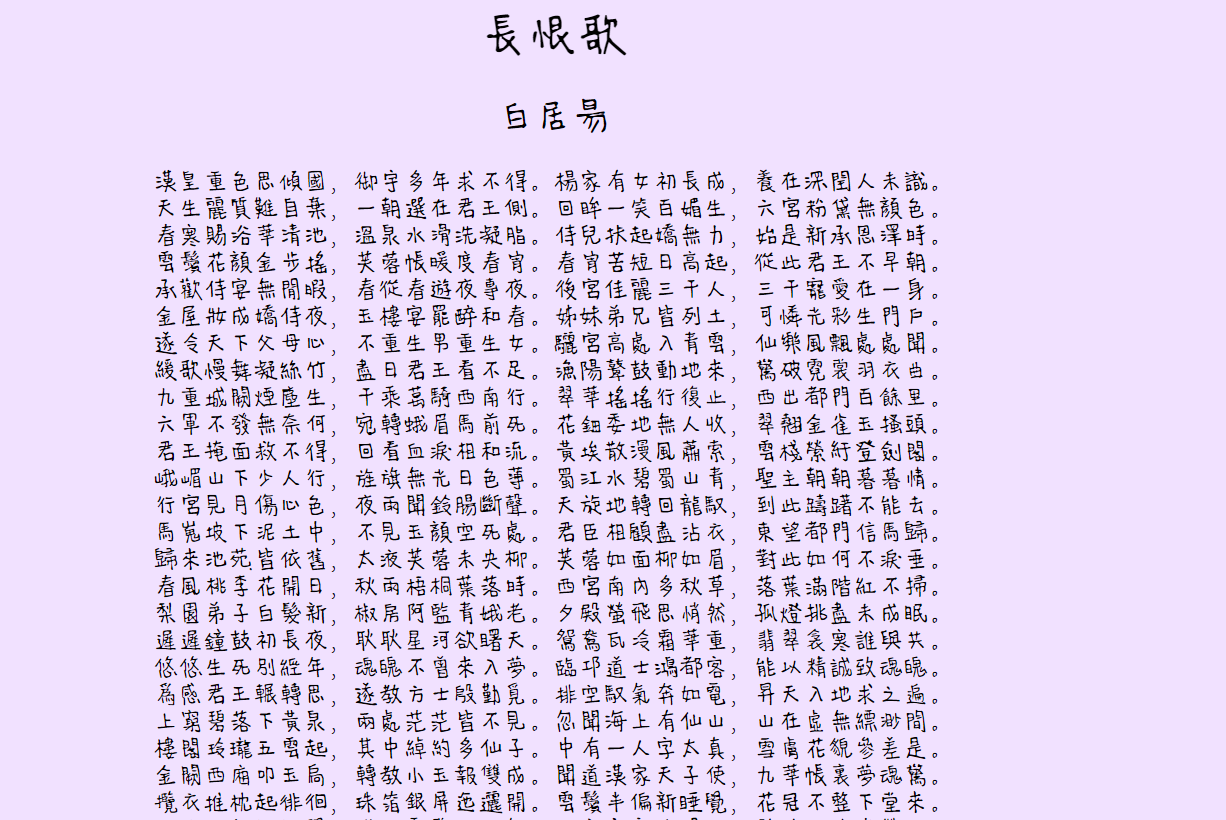 長恨歌
白居易
漢皇重色思傾國，御宇多年求不得。楊家有女初長成，養在深閨人未識。
天生麗質難自棄，一朝選在君王側。回眸一笑百媚生，六宮粉黛無顏色。
春寒賜浴華清池，溫泉水滑洗凝脂。侍兒扶起嬌無力，始是新承恩澤時。
雲鬢花顏金步搖，芙蓉帳暖度春宵。春宵苦短日高起，從此君王不早朝。
承歡侍宴無閒暇，春從春遊夜專夜。後宮佳麗三千人，三千寵愛在一身。
金屋妝成嬌侍夜，玉樓宴罷醉和春。姊妹弟兄皆列土，可憐光彩生門戶。
遂令天下父母心，不重生男重生女。驪宮高處入青雲，仙樂風飄處處聞。
緩歌慢舞凝絲竹，盡日君王看不足。漁陽鼙鼓動地來，驚破霓裳羽衣曲。
九重城闕煙塵生，千乘萬騎西南行。翠華搖搖行復止，西出都門百餘里。
六軍不發無奈何，宛轉蛾眉馬前死。花鈿委地無人收，翠翹金雀玉搔頭。
君王掩面救不得，回看血淚相和流。黃埃散漫風蕭索，雲棧縈紆登劍閣。
峨嵋山下少人行，旌旗無光日色薄。蜀江水碧蜀山青，聖主朝朝暮暮情。
行宮見月傷心色，夜雨聞鈴腸斷聲。天旋地轉回龍馭，到此躊躇不能去。
馬嵬坡下泥土中，不見玉顏空死處。君臣相顧盡沾衣，東望都門信馬歸。
歸來池苑皆依舊，太液芙蓉未央柳。芙蓉如面柳如眉，對此如何不淚垂。
春風桃李花開日，秋雨梧桐葉落時。西宮南內多秋草，落葉滿階紅不掃。
梨園弟子白髮新，椒房阿監青娥老。夕殿螢飛思悄然，孤燈挑盡未成眠。
遲遲鐘鼓初長夜，耿耿星河欲曙天。鴛鴦瓦冷霜華重，翡翠衾寒誰與共。
悠悠生死別經年，魂魄不曾來入夢。臨邛道士鴻都客，能以精誠致魂魄。
為感君王輾轉思，遂教方士殷勤覓。排空馭氣奔如電，昇天入地求之遍。
上窮碧落下黃泉，兩處茫茫皆不見。忽聞海上有仙山，山在虛無縹緲間。
樓閣玲瓏五雲起，其中綽約多仙子。中有一人字太真，雪膚花貌參差是。
金闕西廂叩玉扃，轉教小玉報雙成。聞道漢家天子使，九華帳裏夢魂驚。
攬衣推枕起徘徊，珠箔銀屏迤邐開。雲鬢半偏新睡覺，花冠不整下堂來。